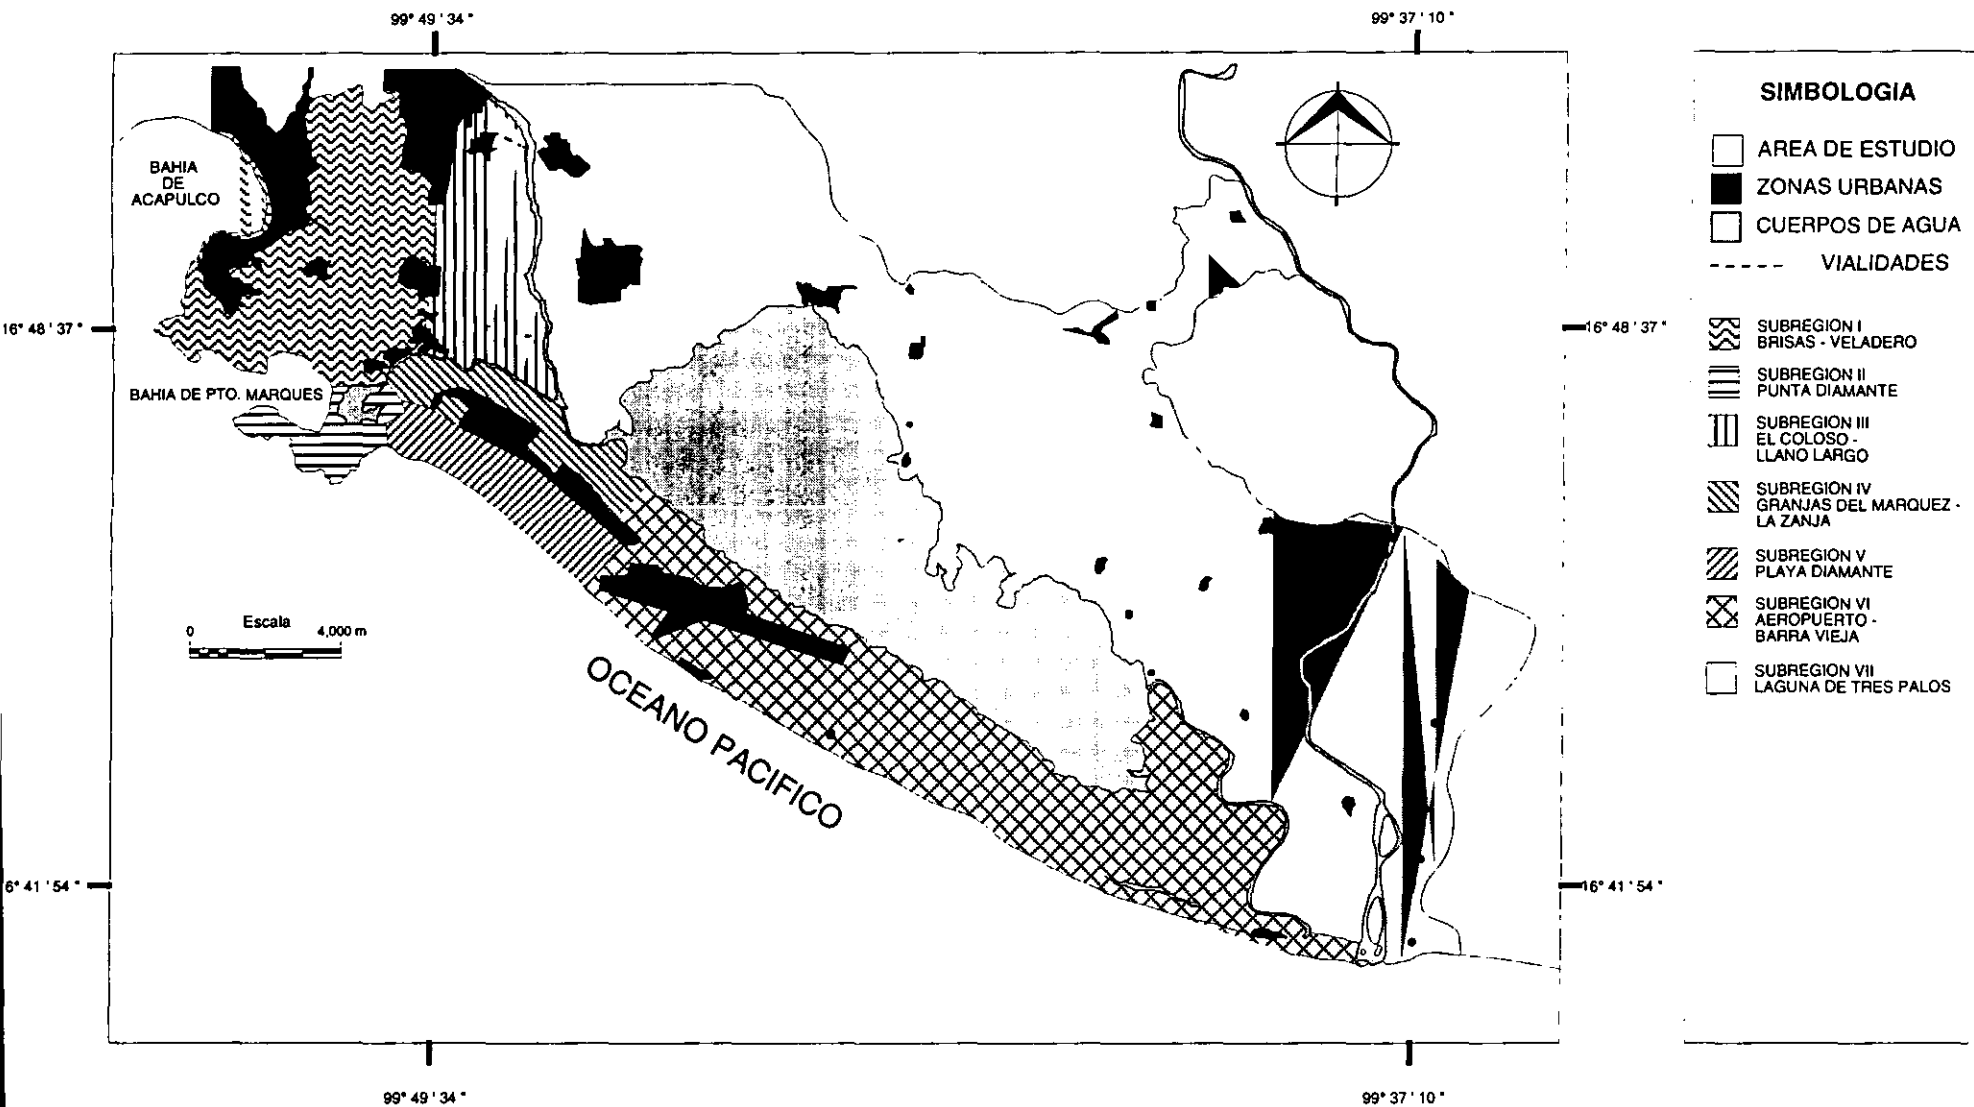 99° 49 ' 34 "
99° 37 ' 10 "
BAHIA
DE
ACAPULCO
16° 48 ' 37 "
16° 48 ' 37 "
BAHIA DE PTO. MARQUES
Escala
0
4,000 m
OCEANO PACIFICO
6° 41 ' 54 "
16° 41 ' 54 "
99° 49 ' 34 "
99° 37 ' 10 "
SIMBOLOGIA
AREA DE ESTUDIO
ZONAS URBANAS
CUERPOS DE AGUA
VIALIDADES
SUBREGION I
BRISAS - VELADERO
SUBREGION II
PUNTA DIAMANTE
SUBREGION III
EL COLOSO -
LLANO LARGO
SUBREGION IV
GRANJAS DEL MARQUEZ -
LA ZANJA
SUBREGION V
PLAYA DIAMANTE
SUBREGION VI
AEROPUERTO -
BARRA VIEJA
SUBREGION VII
LAGUNA DE TRES PALOS